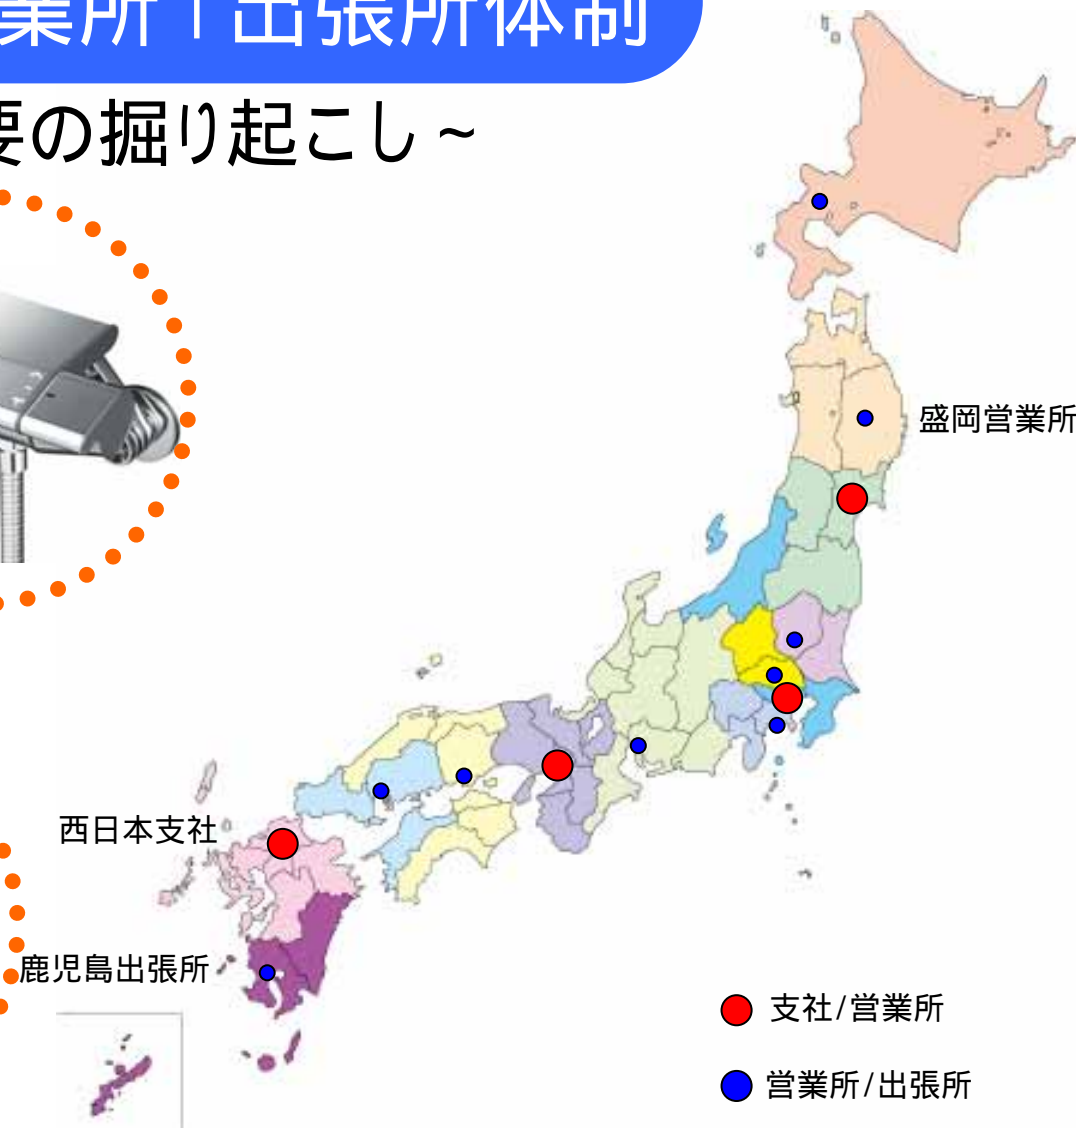 業所「出張所体制
要の掘り起こし～
盛岡営業所
西日本支社
鹿児島出張所
支社/営業所
営業所/出張所